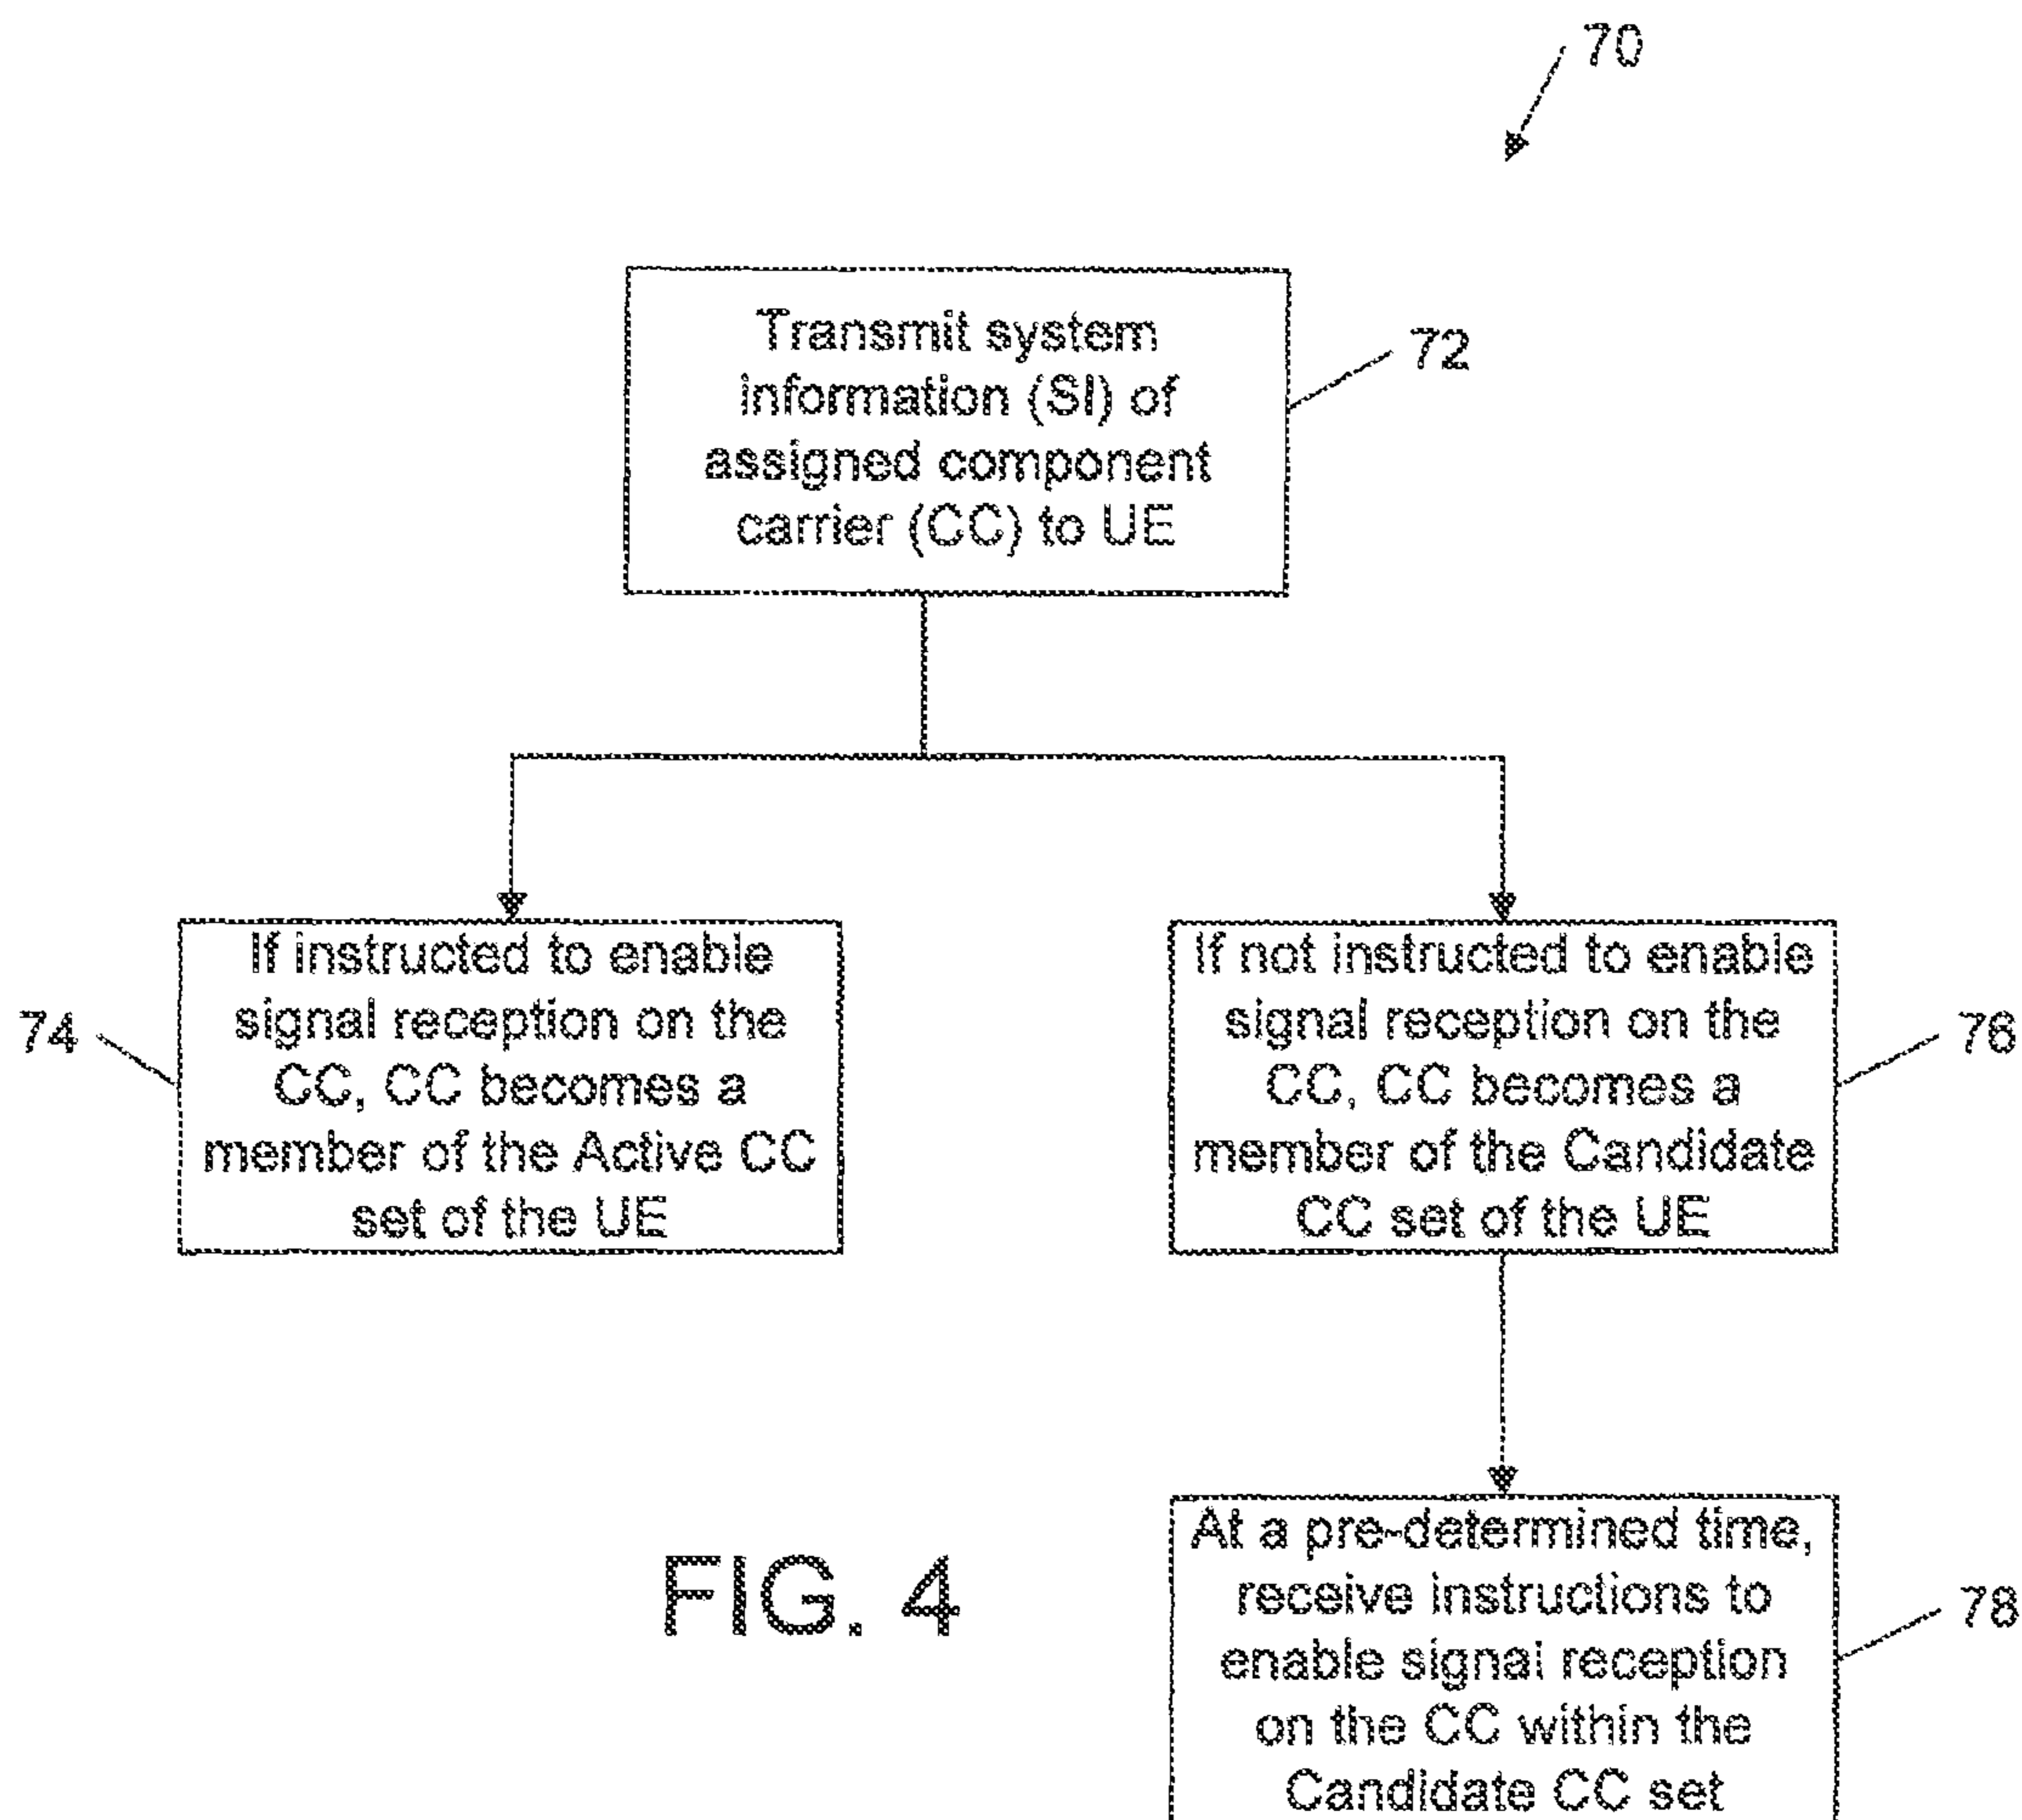 70
Transmit system
information (SI) of
assigned component
carrier (CC) to UE
72
If instructed to enable
signal reception on the
CC, CC becomes a
member of the Active CC
set of the UE
74
If not instructed to enable
signal reception on the
CC, CC becomes a
member of the Candidate
CC set of the UE
76
At a pre-determined time,
receive instructions to
enable signal reception
on the CC within the
Candidate CC set
78
FIG. 4